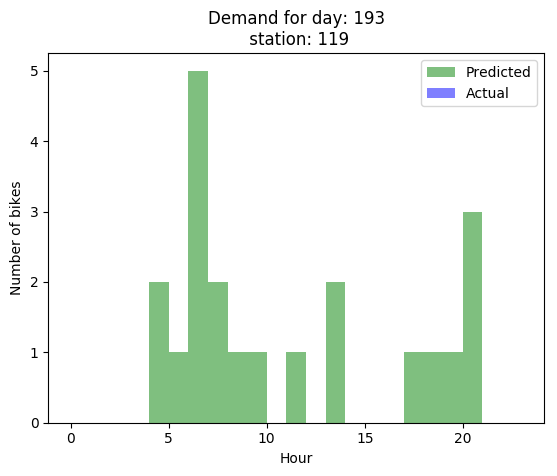 Demand for day: 193
station: 119
Predicted
Actual
Number of bikes
5
4
3
2
1
0
0
5
10
15
20
Hour